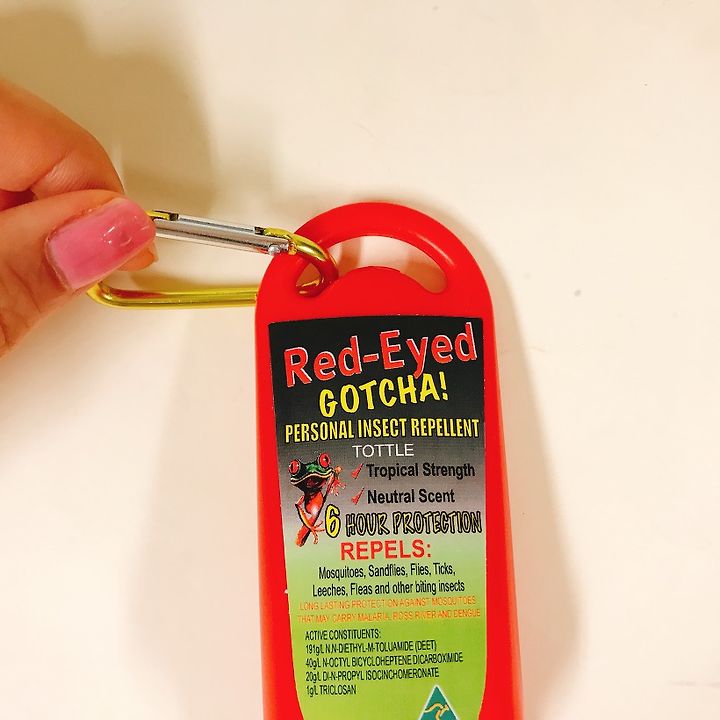 Red-Eyed
GOTCHA!
PERSONAL INSECT REPELLENT
TOTTLE
Tropical Strength
Neutral Scent
6 HOUR PROTECTION
REPELS:
Mosquitoes, Sandflies, Flies, Ticks,
Leeches, Fleas and other biting insects
LONG LASTING PROTECTION AGAINST MOSQUITOES
THAT MAY CARRY MALARIA, ROSS RIVER AND DENGUE
ACTIVE CONSTITUENTS:
191g/L N,N-DIETHYL-M-TOLUAMIDE (DEET)
40g/L N-OCTYL BICYCLOHEPTENE DICARBOXIMIDE
20g/L DI-N-PROPYL ISOCINCHOMERONATE
1g/L TRICLOSAN